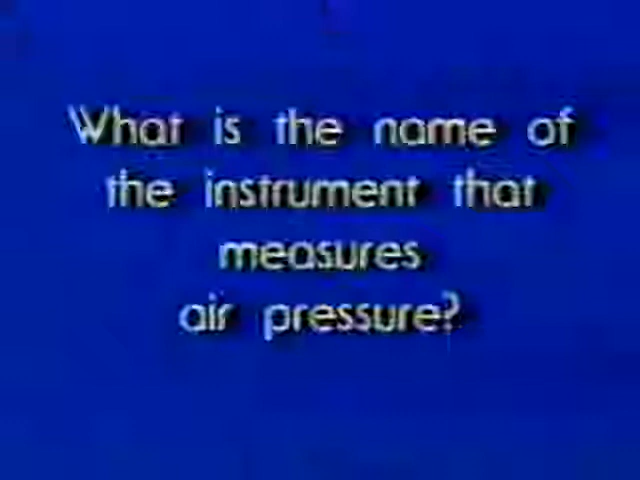 What is the name of
the instrument that
measures
air pressure?